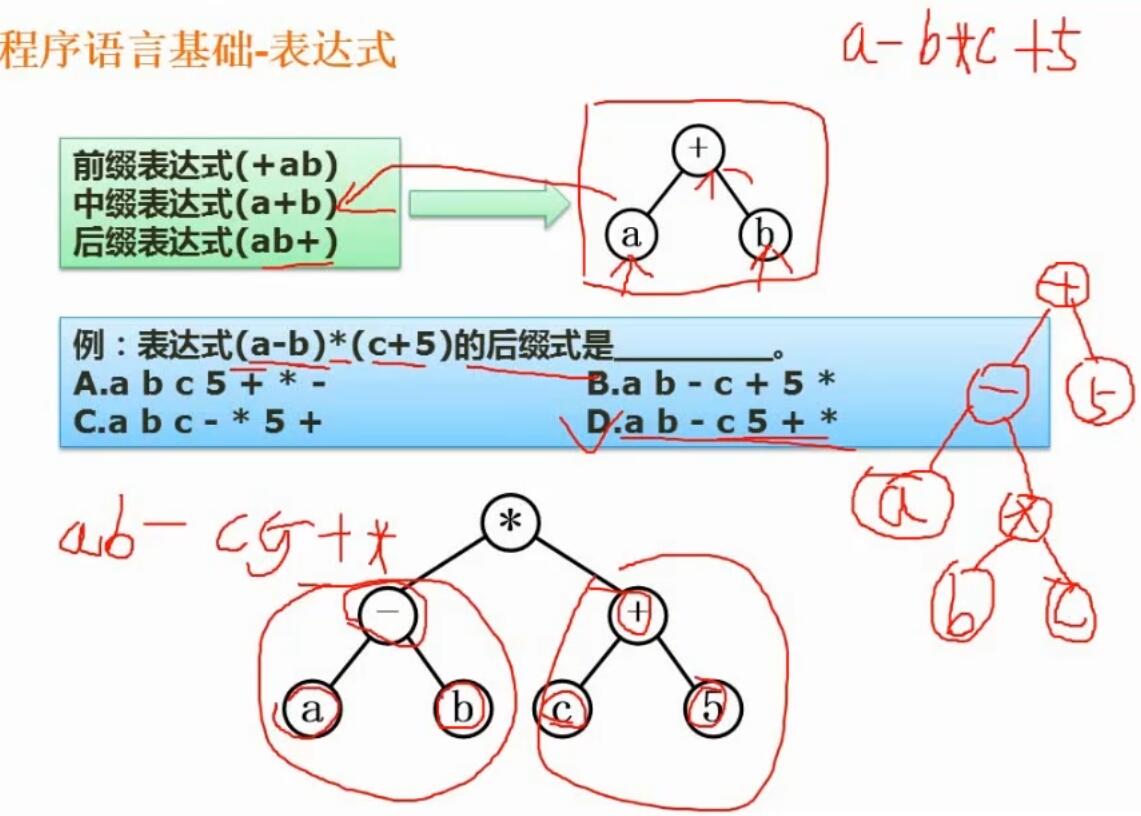 程序语言基础-表达式
a-b*c+5
前缀表达式(+ab)
中缀表达式(a+b)
后缀表达式(ab+)
+
a
b
例：表达式(a-b)*(c+5)的后缀式是__________。
A.a b c 5 + * -
B.a b - c + 5 *
C.a b c - * 5 +
D.a b - c 5 + *
+
-
5
a
*
b
c
ab- c5+*
*
-
+
a
b
c
5